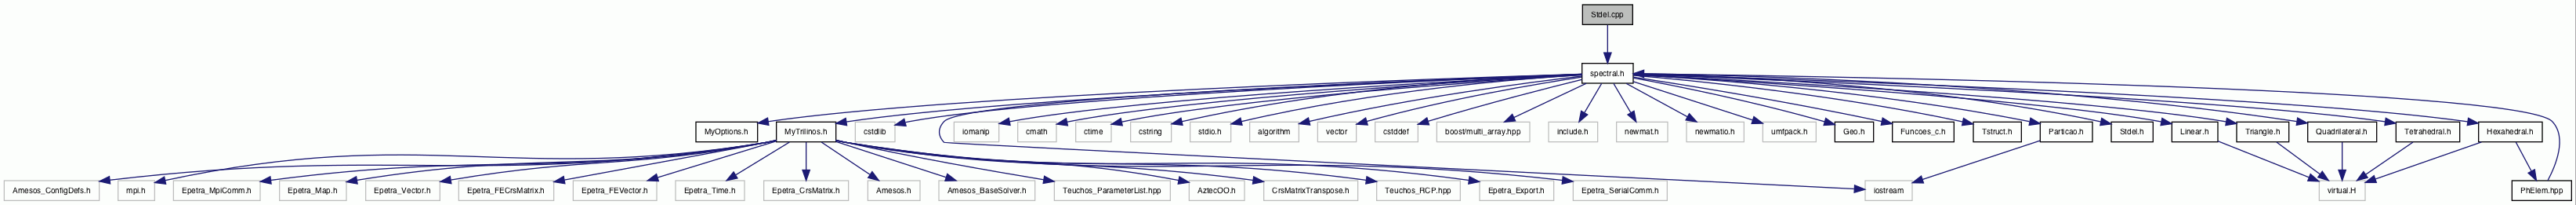 Stdel.cpp
spectral.h
MyOptions.h
MyTrilinos.h
cstdlib
iomanip
cmath
ctime
cstring
stdio.h
algorithm
vector
cstddef
boost/multi_array.hpp
include.h
newmat.h
newmatio.h
umfpack.h
Geo.h
Funcoes_c.h
Tstruct.h
Particao.h
Stdel.h
Linear.h
Triangle.h
Quadrilateral.h
Tetrahedral.h
Hexahedral.h
Amesos_ConfigDefs.h
mpi.h
Epetra_MpiComm.h
Epetra_Map.h
Epetra_Vector.h
Epetra_FECrsMatrix.h
Epetra_FEVector.h
Epetra_Time.h
Epetra_CrsMatrix.h
Amesos.h
Amesos_BaseSolver.h
Teuchos_ParameterList.hpp
AztecOO.h
CrsMatrixTranspose.h
Teuchos_RCP.hpp
Epetra_Export.h
Epetra_SerialComm.h
iostream
virtual.H
PhElem.hpp